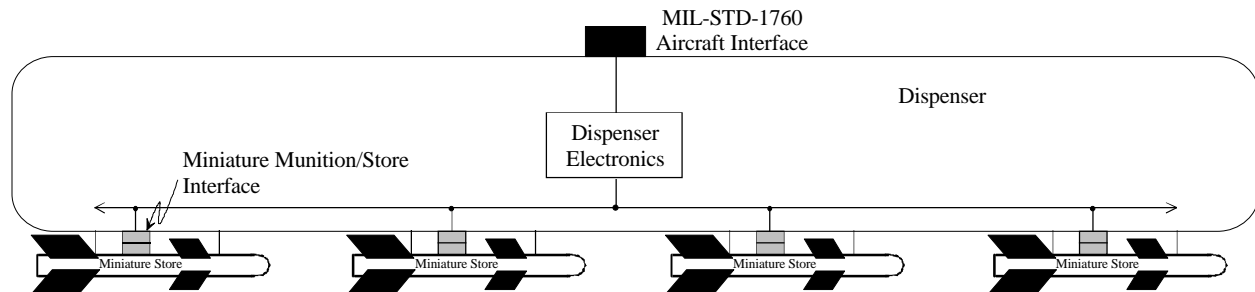 MIL-STD-1760
Aircraft Interface
Dispenser
Dispenser
Electronics
Miniature Munition/Store
Interface
Miniature Store
Miniature Store
Miniature Store
Miniature Store